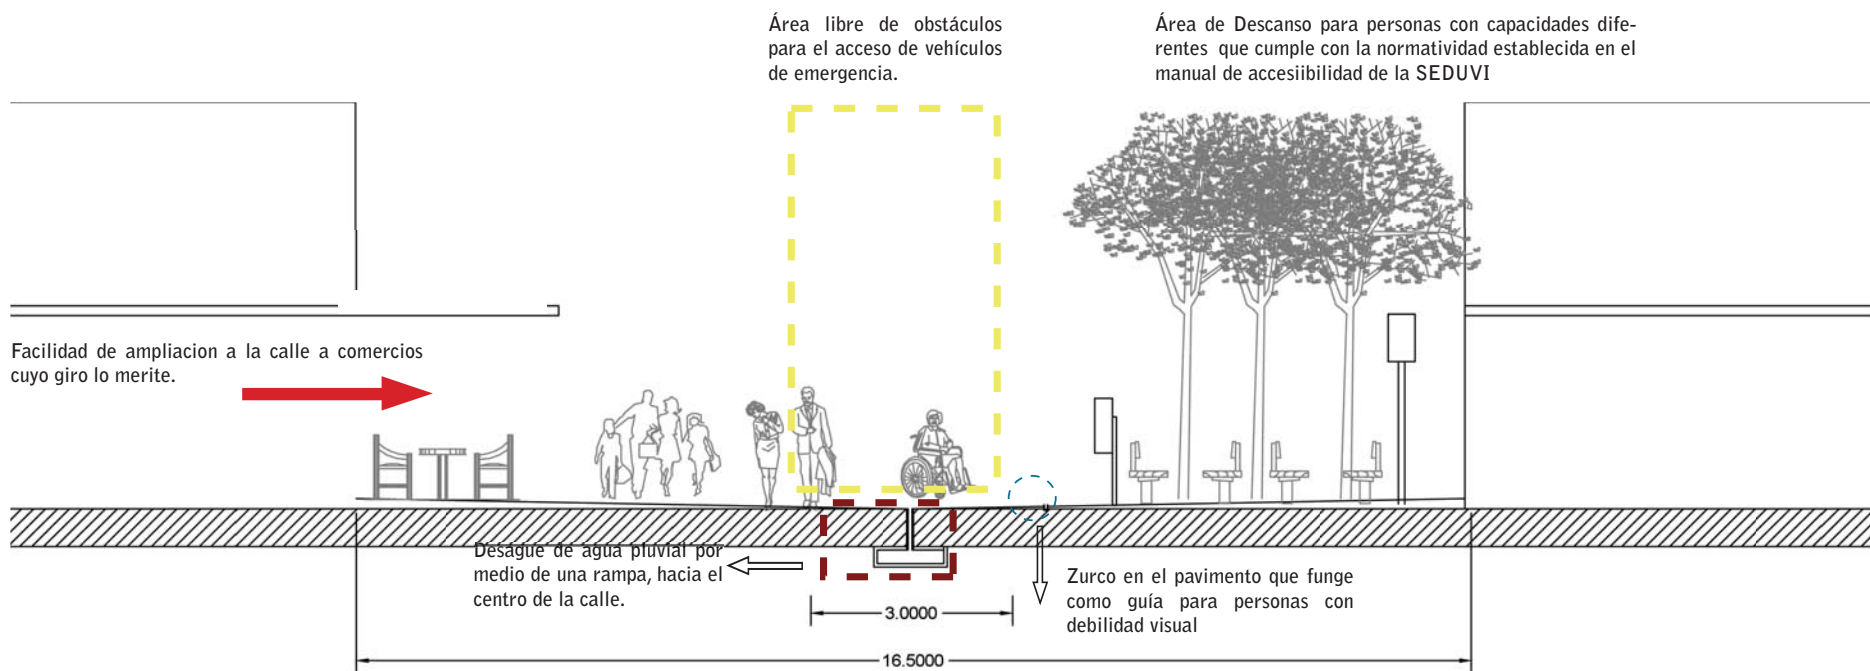 Área libre de obstáculos
para el acceso de vehículos
de emergencia.
Área de Descanso para personas con capacidades dife-
rentes que cumple con la normatividad establecida en el
manual de accesiibilidad de la SEDUVI
Facilidad de ampliacion a la calle a comercios
cuyo giro lo merite.
Desague de agua pluvial por
medio de una rampa, hacia el
centro de la calle.
Zurco en el pavimento que funge
como guía para personas con
debilidad visual
3.0000
16.5000